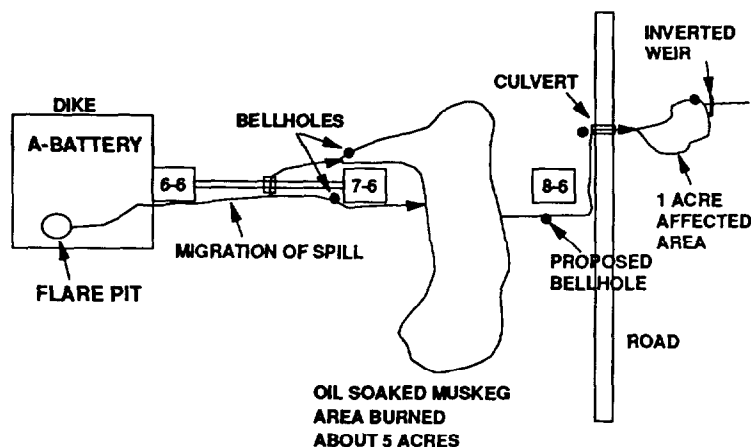 INVERTED
WEIR
CULVERT
DIKE
BELLHOLES
A-BATTERY
6-6
7-6
8-6
1 ACRE
AFFECTED
AREA
MIGRATION OF SPILL
PROPOSED
BELLHOLE
FLARE PIT
ROAD
OIL SOAKED MUSKEG
AREA BURNED
ABOUT 5 ACRES